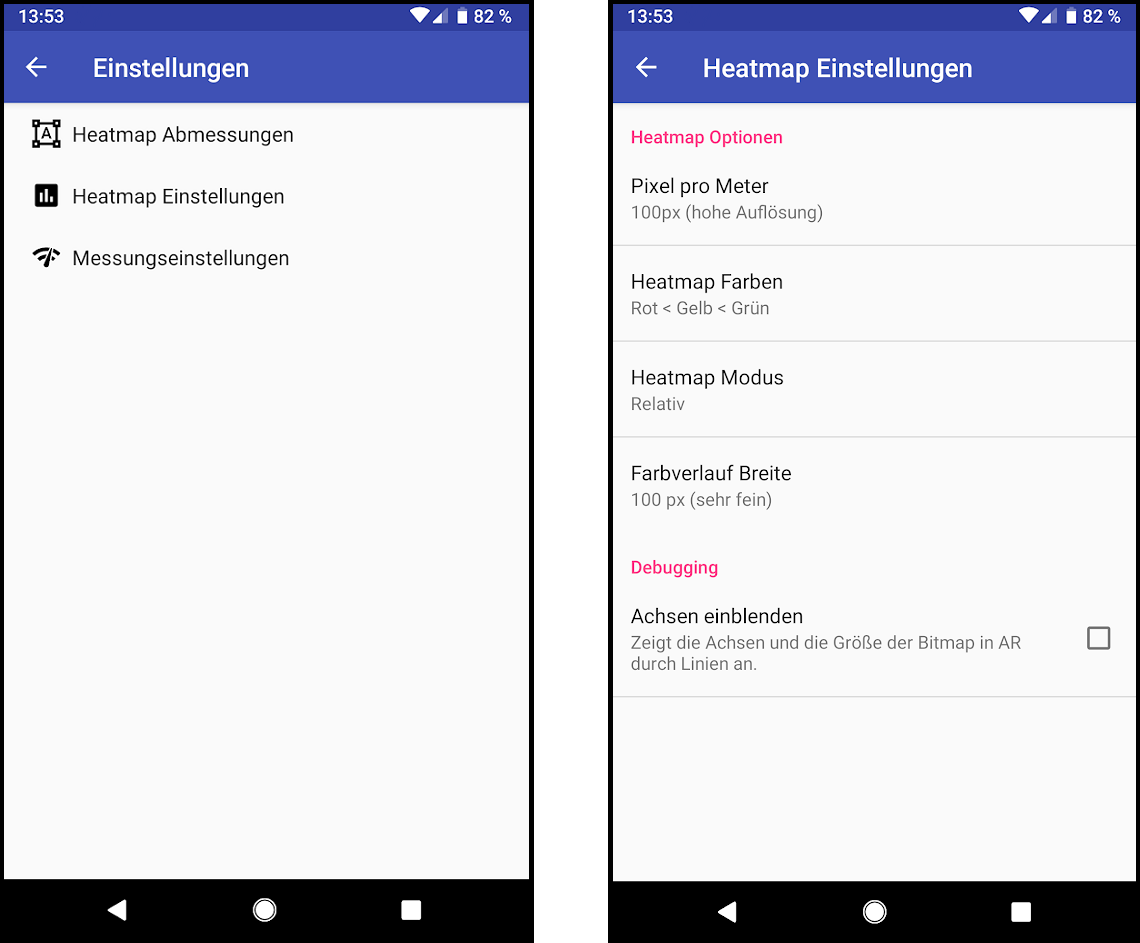 13:53
82 %
Einstellungen
Heatmap Abmessungen
Heatmap Einstellungen
Messungseinstellungen
13:53
82 %
Heatmap Einstellungen
Heatmap Optionen
Pixel pro Meter
100px (hohe Auflösung)
Heatmap Farben
Rot < Gelb < Grün
Heatmap Modus
Relativ
Farbverlauf Breite
100 px (sehr fein)
Debugging
Achsen einblenden
Zeigt die Achsen und die Größe der Bitmap in AR
durch Linien an.